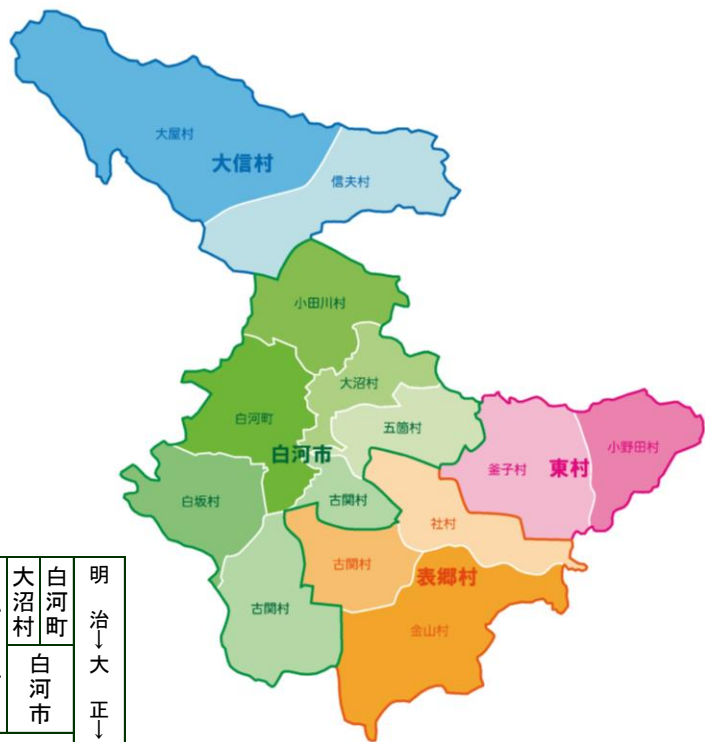 大屋村
大信村
信夫村
小田川村
大沼村
白河町
五箇村
小野田村
白河市
釜子村
東村
白坂村
古関村
社村
古関村
表郷村
古関村
金山村
明治→大正→
白河町
大沼村
白河市